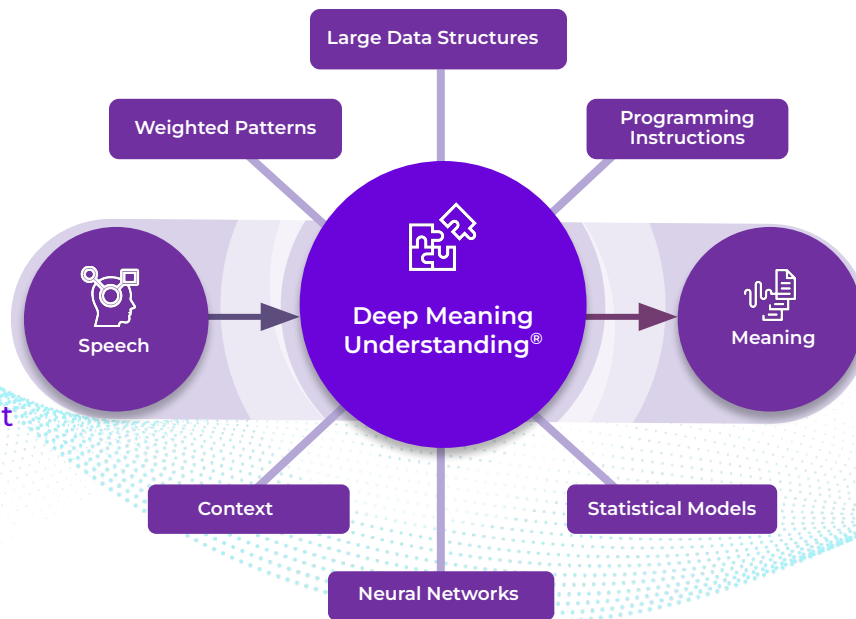 Large Data Structures
Weighted Patterns
Programming
Instructions
Speech
Deep Meaning
Understanding®
Meaning
t
Context
Statistical Models
Neural Networks